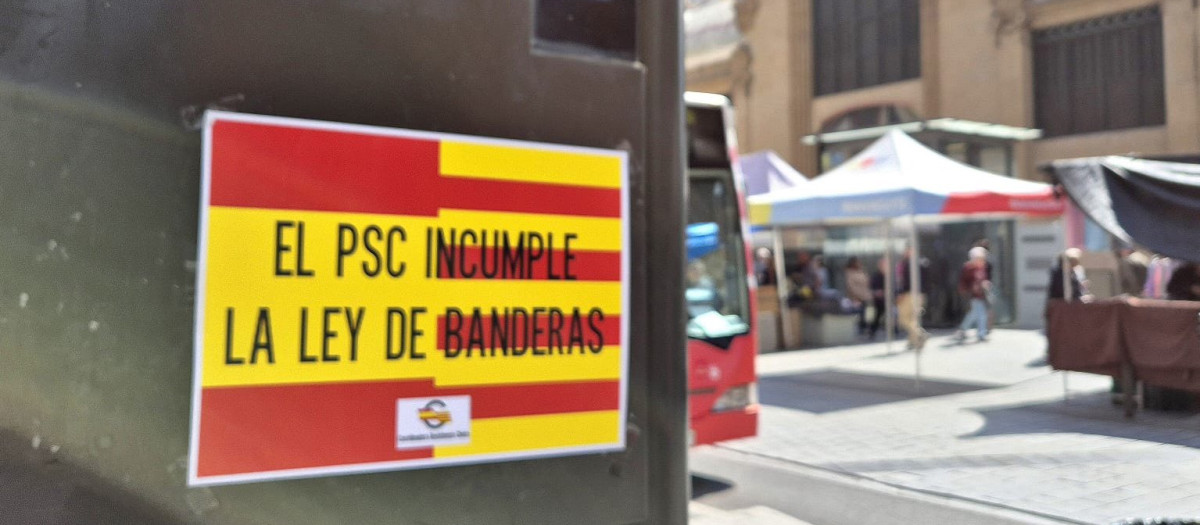 EL PSC INCUMPLE
LA LEY DE BANDERAS